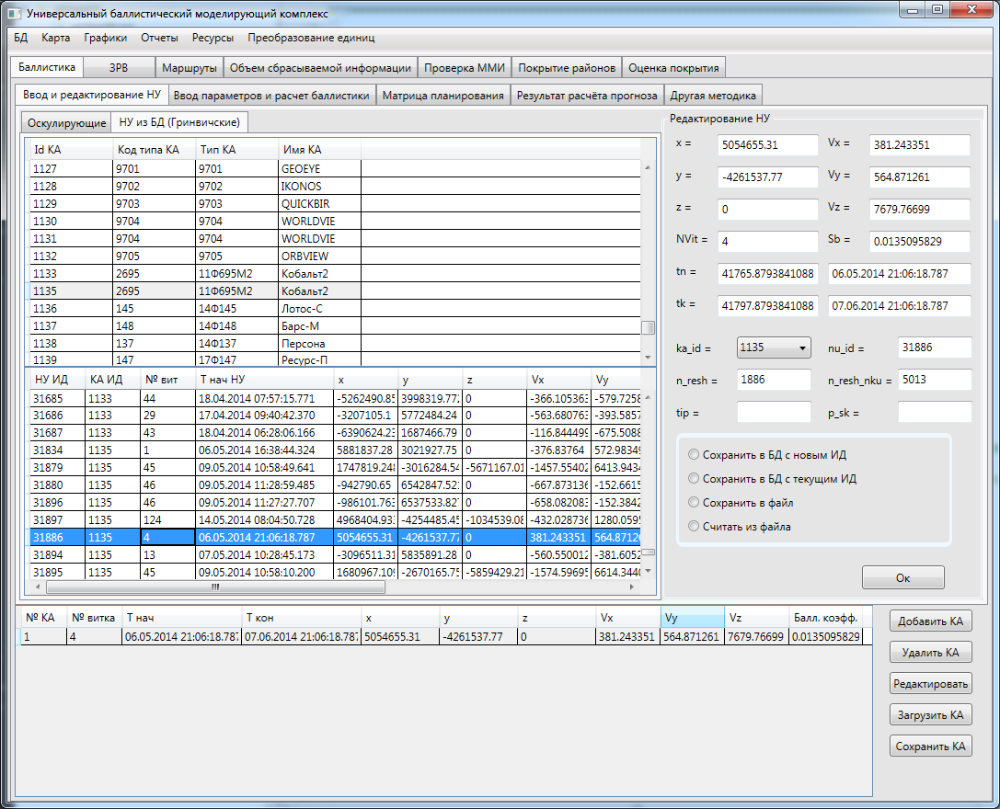 Универсальный баллистический моделирующий комплекс
БД Карта Графики Отчеты Ресурсы Преобразование единиц
Баллистика ЗРВ Маршруты Объем сбрасываемой информации Проверка ММИ Покрытие районов Оценка покрытия
Ввод и редактирование НУ Ввод параметров и расчет баллистики Матрица планирования Результат расчёта прогноза Другая методика
Оскулирующие НУ из БД (Гринвичские)
Id КА Код типа КА Тип КА Имя КА
1127 9701 9701 GEOEYE
1128 9702 9702 IKONOS
1129 9703 9703 QUICKBIR
1130 9704 9704 WORLDVIE
1131 9704 9704 WORLDVIE
1132 9705 9705 ORBVIEW
1133 2695 11Ф695М2 Кобальт2
1135 2695 11Ф695М2 Кобальт2
1136 145 14Ф145 Лотос-С
1137 148 14Ф148 Барс-М
1138 137 14Ф137 Персона
1139 147 17Ф147 Ресурс-П
НУ ИД КА ИД № вит Т нач НУ x y z Vx Vy
31685 1133 44 18.04.2014 07:57:15.771 -5262490.85 3998319.77 0 -366.105363 -579.7258
31686 1133 29 17.04.2014 09:40:42.370 -3207105.1 5772484.24 0 -563.680763 -393.5857
31687 1133 43 18.04.2014 06:28:06.166 -6390624.23 1687466.79 0 -116.844499 -675.5088
31834 1135 1 06.05.2014 16:38:44.324 5881837.28 3021927.75 0 -376.83764 572.98349
31879 1135 45 09.05.2014 10:58:49.641 1747819.248 -3016284.54 -5671167.01 -1457.55402 6413.9434
31880 1135 46 09.05.2014 11:28:59.485 -942790.65 6542847.521 0 -667.873136 -152.6615
31896 1135 46 09.05.2014 11:27:27.707 -986101.763 6537533.827 0 -658.082083 -152.3842
31897 1135 124 14.05.2014 08:04:50.728 4968404.933 -4254485.45 -1034539.08 -432.028736 1280.0595
31886 1135 4 06.05.2014 21:06:18.787 5054655.31 -4261537.77 0 381.243351 564.87126
31894 1135 13 07.05.2014 10:28:45.173 -3096511.31 5835891.28 0 -560.550012 -381.6052
31895 1135 45 09.05.2014 10:58:10.200 1680967.109 -2670165.75 -5859429.21 -1574.59695 6614.3440
Редактирование НУ
x = 5054655.31 Vx = 381.243351
y = -4261537.77 Vy = 564.871261
z = 0 Vz = 7679.76699
NVit = 4 Sb = 0.0135095829
tn = 41765.8793841088 06.05.2014 21:06:18.787
tk = 41797.8793841088 07.06.2014 21:06:18.787
ka_id = 1135 nu_id = 31886
n_resh = 1886 n_resh_nku = 5013
tip = p_sk =
Сохранить в БД с новым ИД
Сохранить в БД с текущим ИД
Сохранить в файл
Считать из файла
Ок
№ КА № витка Т нач Т кон x y z Vx Vy Vz Балл. коэфф.
1 4 06.05.2014 21:06:18.787 07.06.2014 21:06:18.787 5054655.31 -4261537.77 0 381.243351 564.871261 7679.76699 0.0135095829
Добавить КА
Удалить КА
Редактировать
Загрузить КА
Сохранить КА